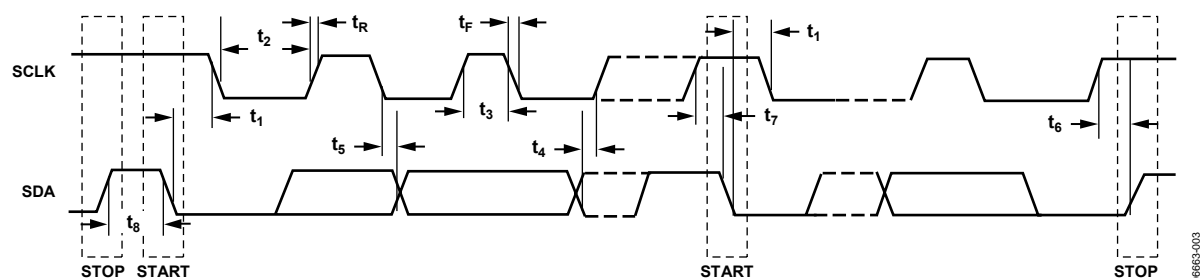 t2
tR
tF
t1
SCLK
t1
t3
t7
t6
t5
t4
SDA
t8
STOP
START
START
STOP
6663-003